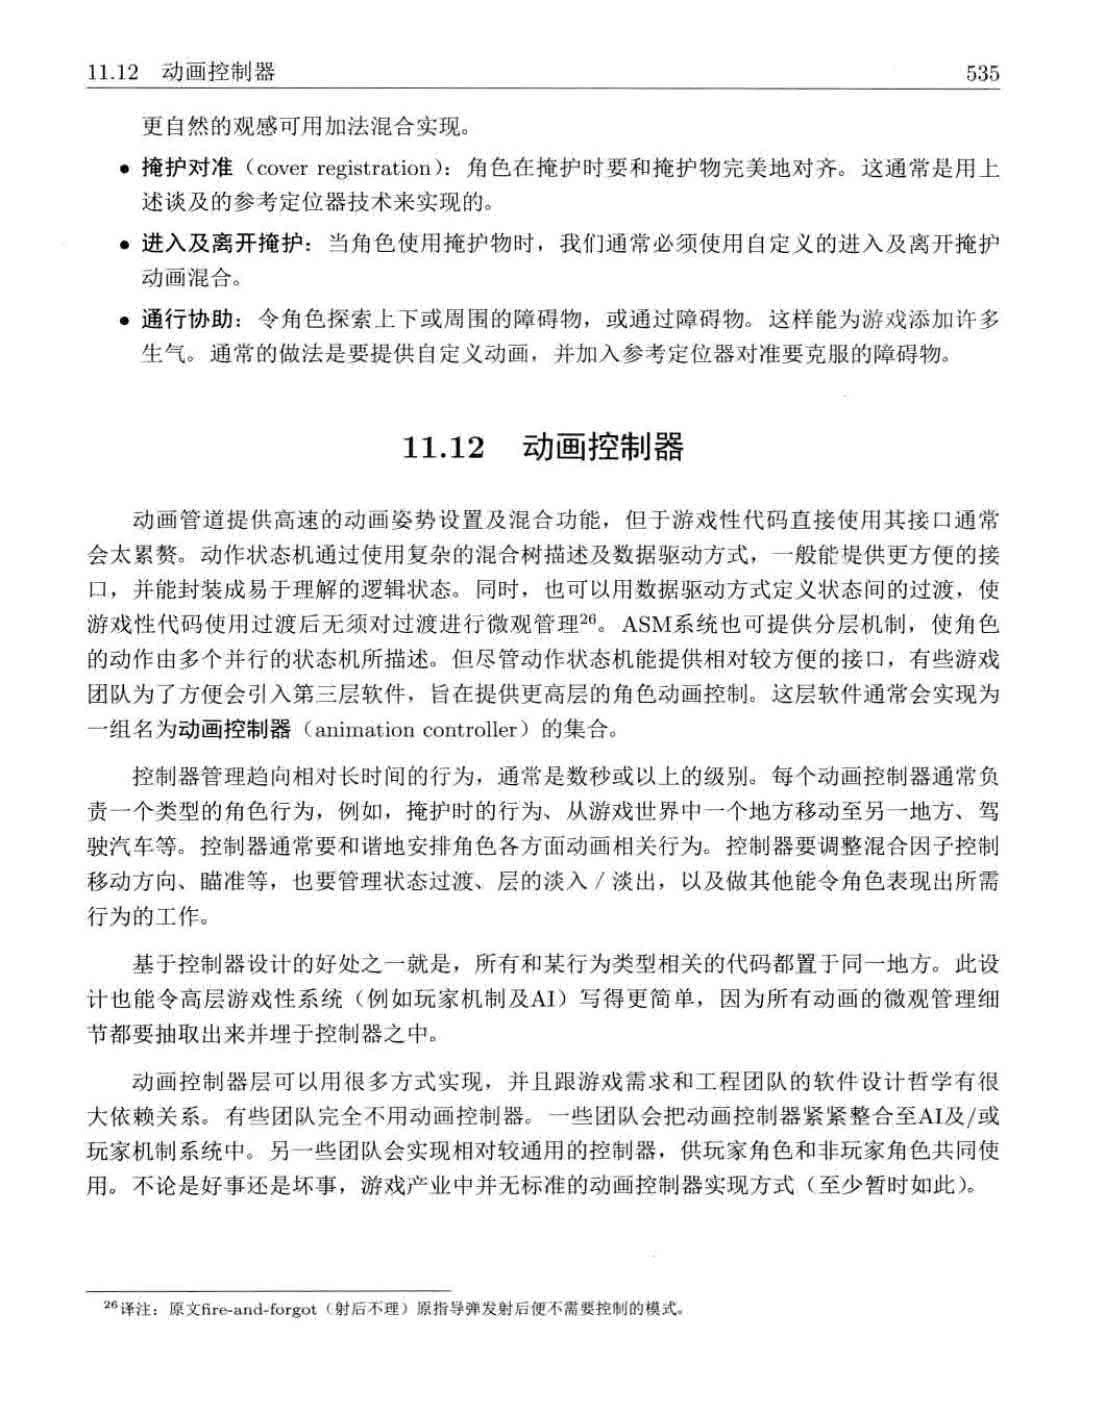 11.12 动画控制器 535
更自然的观感可用加法混合实现。
● 掩护对准（cover registration）：角色在掩护时要和掩护物完美地对齐。这通常是用上
述谈及的参考定位器技术来实现的。
● 进入及离开掩护：当角色使用掩护物时，我们通常必须使用自定义的进入及离开掩护
动画混合。
● 通行协助：令角色探索上下或周围的障碍物，或通过障碍物。这样能为游戏添加许多
生气。通常的做法是要提供自定义动画，并加入参考定位器对准要克服的障碍物。
11.12 动画控制器
动画管道提供高速的动画姿势设置及混合功能，但于游戏性代码直接使用其接口通常
会太累赘。动作状态机通过使用复杂的混合树描述及数据驱动方式，一般能提供更方便的接
口，并能封装成易于理解的逻辑状态。同时，也可以用数据驱动方式定义状态间的过渡，使
游戏性代码使用过渡后无须对过渡进行微观管理26。ASM系统也可提供分层机制，使角色
的动作由多个并行的状态机所描述。但尽管动作状态机能提供相对较方便的接口，有些游戏
团队为了方便会引入第三层软件，旨在提供更高层的角色动画控制。这层软件通常会实现为
一组名为动画控制器（animation controller）的集合。
控制器管理趋向相对长时间的行为，通常是数秒或以上的级别。每个动画控制器通常负
责一个类型的角色行为，例如，掩护时的行为、从游戏世界中一个地方移动至另一地方、驾
驶汽车等。控制器通常要和谐地安排角色各方面动画相关行为。控制器要调整混合因子控制
移动方向、瞄准等，也要管理状态过渡、层的淡入 / 淡出，以及做其他能令角色表现出所需
行为的工作。
基于控制器设计的好处之一就是，所有和某行为类型相关的代码都置于同一地方。此设
计也能令高层游戏性系统（例如玩家机制及AI）写得更简单，因为所有动画的微观管理细
节都要抽取出来并埋于控制器之中。
动画控制器层可以用很多方式实现，并且跟游戏需求和工程团队的软件设计哲学有很
大依赖关系。有些团队完全不用动画控制器。一些团队会把动画控制器紧紧整合至AI及/或
玩家机制系统中。另一些团队会实现相对较通用的控制器，供玩家角色和非玩家角色共同使
用。不论是好事还是坏事，游戏产业中并无标准的动画控制器实现方式（至少暂时如此）。
26译注：原文fire-and-forgot（射后不理）原指导弹发射后便不需要控制的模式。